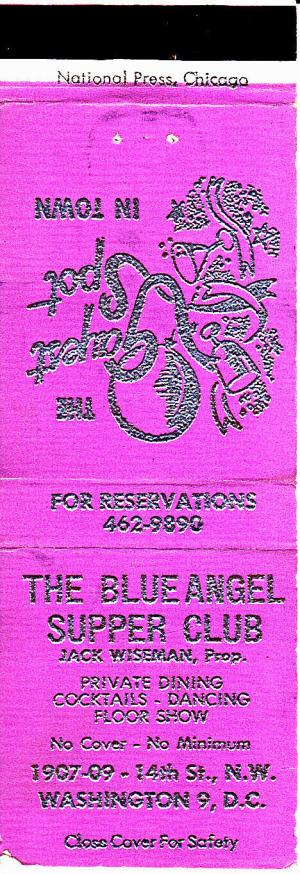 National Press, Chicago
THE
Gayest
Spot
IN TOWN
FOR RESERVATIONS
462-9890
THE BLUE ANGEL
SUPPER CLUB
JACK WISEMAN, Prop.
PRIVATE DINING
COCKTAILS - DANCING
FLOOR SHOW
No Cover - No Minimum
1907-09 - 14th St., N.W.
WASHINGTON 9, D.C.
Close Cover For Safety